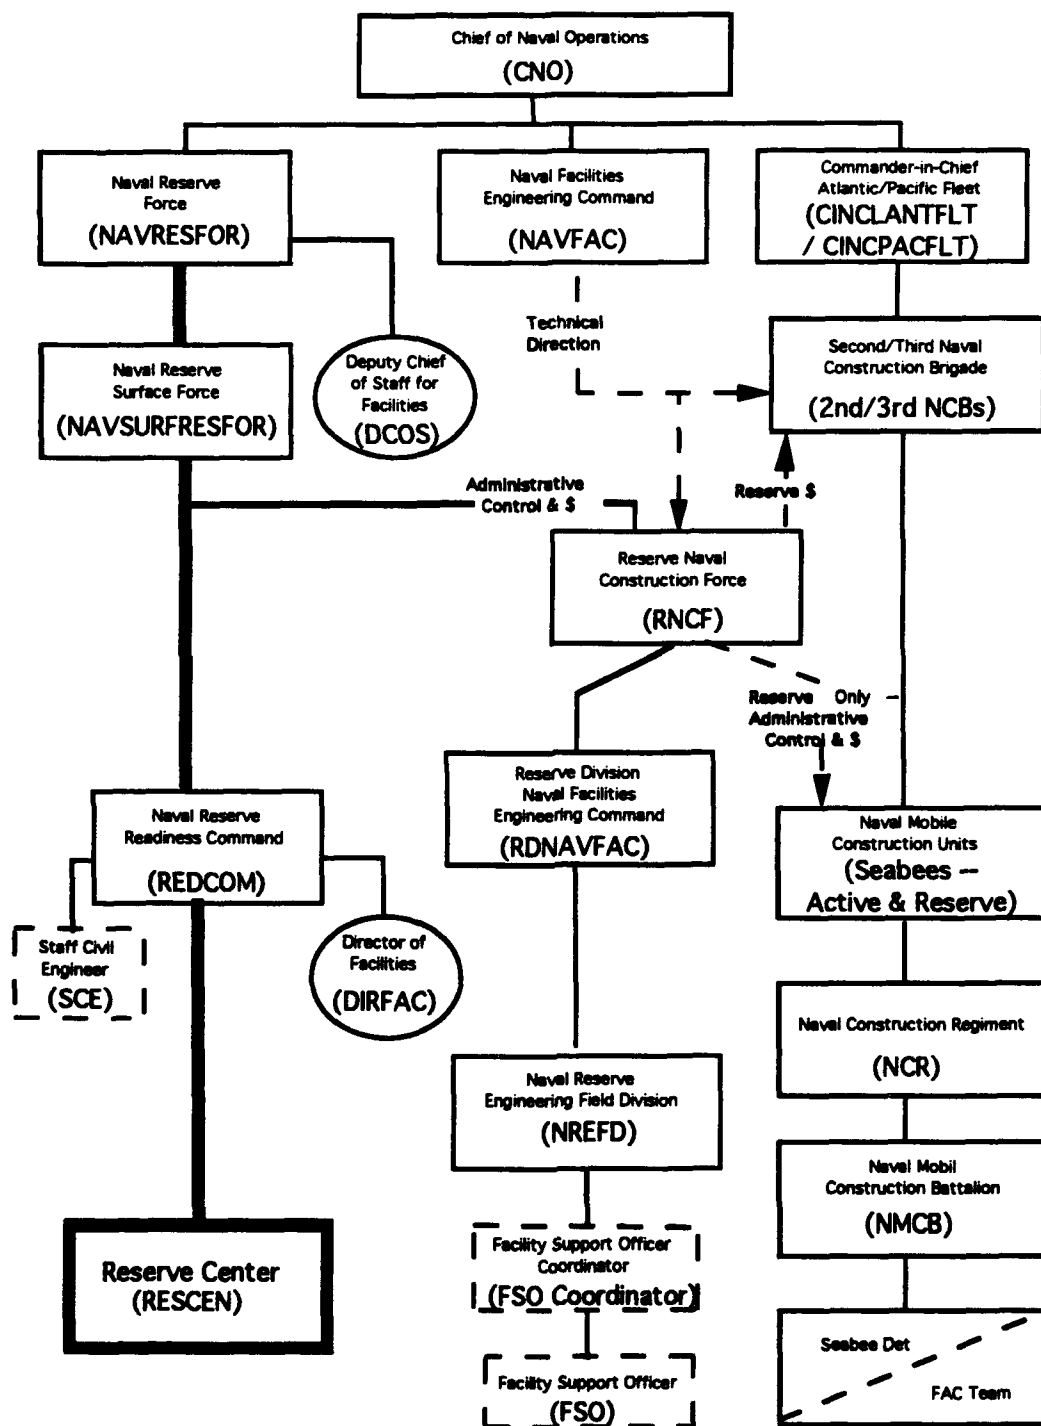 Chief of Naval Operations
(CNO)
Naval Reserve
Force
(NAVRESFOR)
Naval Facilities
Engineering Command
(NAVFAC)
Commander-in-Chief
Atlantic/Pacific Fleet
(CINCLANTFLT
/ CINCPACFLT)
Technical
Direction
Naval Reserve
Surface Force
(NAVSURFRESFOR)
Deputy Chief
of Staff for
Facilities
(DCOS)
Second/Third Naval
Construction Brigade
(2nd/3rd NCBs)
Administrative
Control & $
Reserve $
Reserve Naval
Construction Force
(RNCF)
Reserve Only
Administrative
Control & $
Naval Reserve
Readiness Command
(REDCOM)
Reserve Division
Naval Facilities
Engineering Command
(RDNAVFAC)
Naval Mobile
Construction Units
(Seabees --
Active & Reserve)
Staff Civil
Engineer
(SCE)
Director of
Facilities
(DIRFAC)
Naval Construction Regiment
(NCR)
Naval Reserve
Engineering Field Division
(NREFD)
Naval Mobil
Construction Battalion
(NMCB)
Reserve Center
(RESCEN)
Facility Support Officer
Coordinator
(FSO Coordinator)
Seabee Det
FAC Team
Facility Support Officer
(FSO)